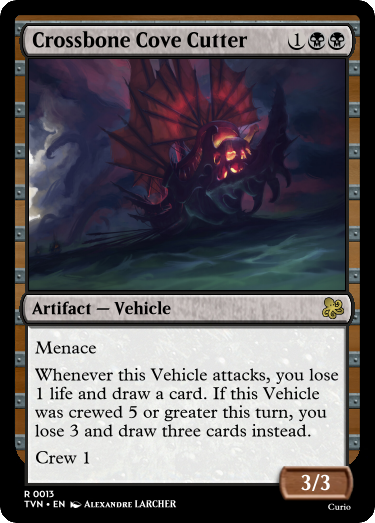 Crossbone Cove Cutter 1
Artifact — Vehicle
Menace
Whenever this Vehicle attacks, you lose
1 life and draw a card. If this Vehicle
was crewed 5 or greater this turn, you
lose 3 and draw three cards instead.
Crew 1
3/3
R 0013
TVN • EN Alexandre LARCHER
Curio